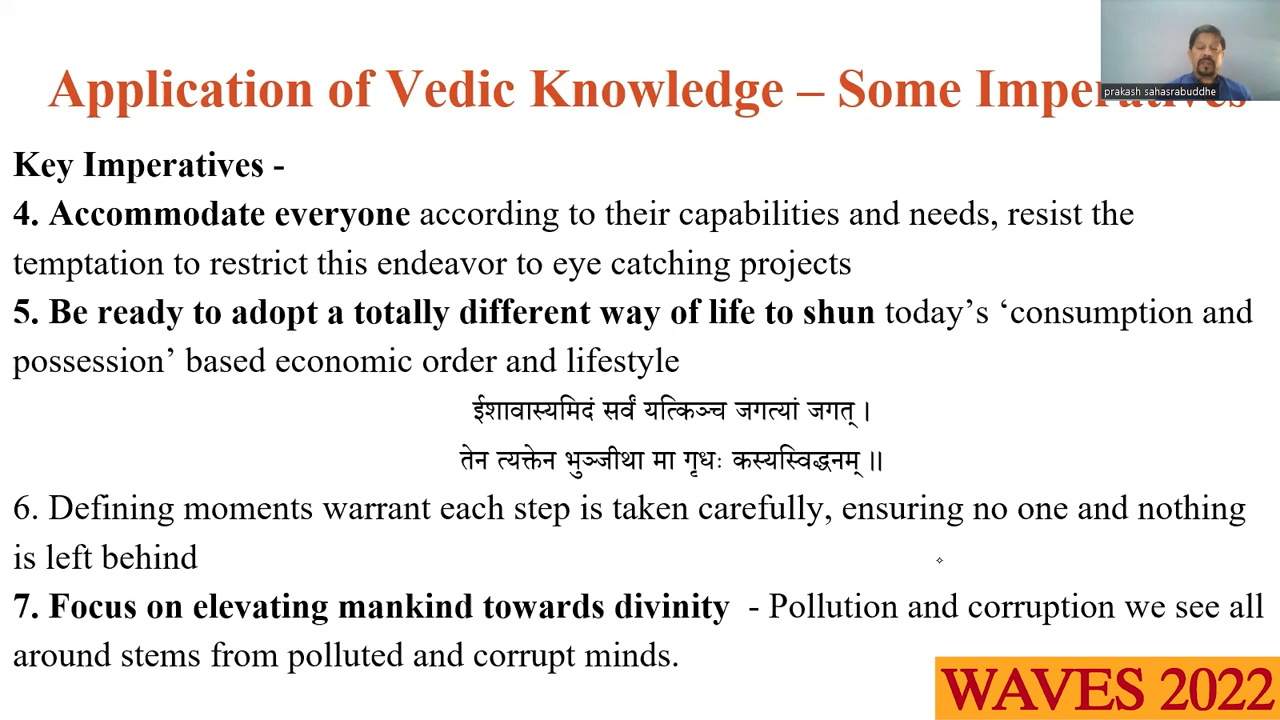 prakash sahasrabuddhe
Application of Vedic Knowledge – Some Imperatives
Key Imperatives -
4. Accommodate everyone according to their capabilities and needs, resist the
temptation to restrict this endeavor to eye catching projects
5. Be ready to adopt a totally different way of life to shun today’s ‘consumption and
possession’ based economic order and lifestyle
ईशावास्यमिदं सर्वं यत्किञ्च जगत्यां जगत् ।
तेन त्यक्तेन भुञ्जीथा मा गृधः कस्यस्विद्धनम् ॥
6. Defining moments warrant each step is taken carefully, ensuring no one and nothing
is left behind
7. Focus on elevating mankind towards divinity - Pollution and corruption we see all
around stems from polluted and corrupt minds.
WAVES 2022